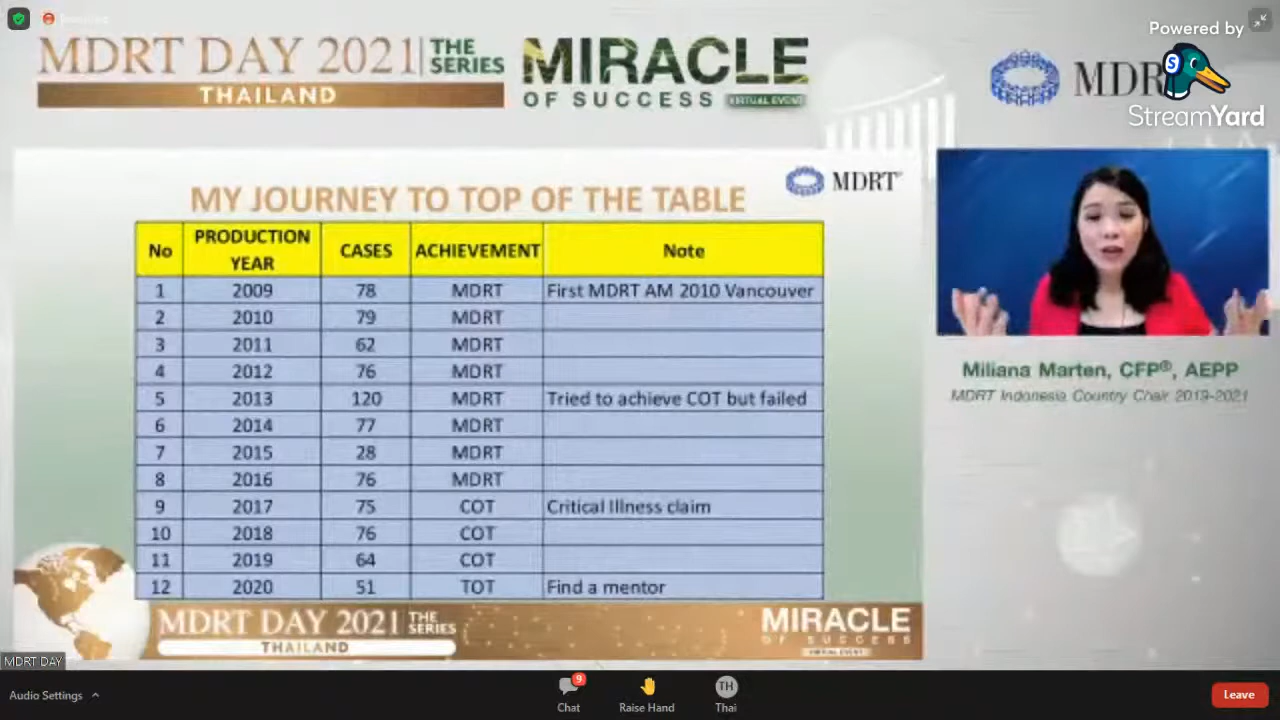 Powered by
StreamYard
MDRT DAY 2021 THE SERIES
THAILAND
MIRACLE
OF SUCCESS VIRTUAL EVENT
MDRT
MY JOURNEY TO TOP OF THE TABLE
No PRODUCTION YEAR CASES ACHIEVEMENT Note
1 2009 78 MDRT First MDRT AM 2010 Vancouver
2 2010 79 MDRT
3 2011 62 MDRT
4 2012 76 MDRT
5 2013 120 MDRT Tried to achieve COT but failed
6 2014 77 MDRT
7 2015 28 MDRT
8 2016 76 MDRT
9 2017 75 COT Critical Illness claim
10 2018 76 COT
11 2019 64 COT
12 2020 51 TOT Find a mentor
Miliana Marten, CFP®, AEPP
MDRT Indonesia Country Chair 2019-2021
MDRT DAY 2021 THE SERIES
THAILAND
MIRACLE
OF SUCCESS
VIRTUAL EVENT
MDRT DAY
Audio Settings
9
Chat
Raise Hand
TH
Thai
Leave